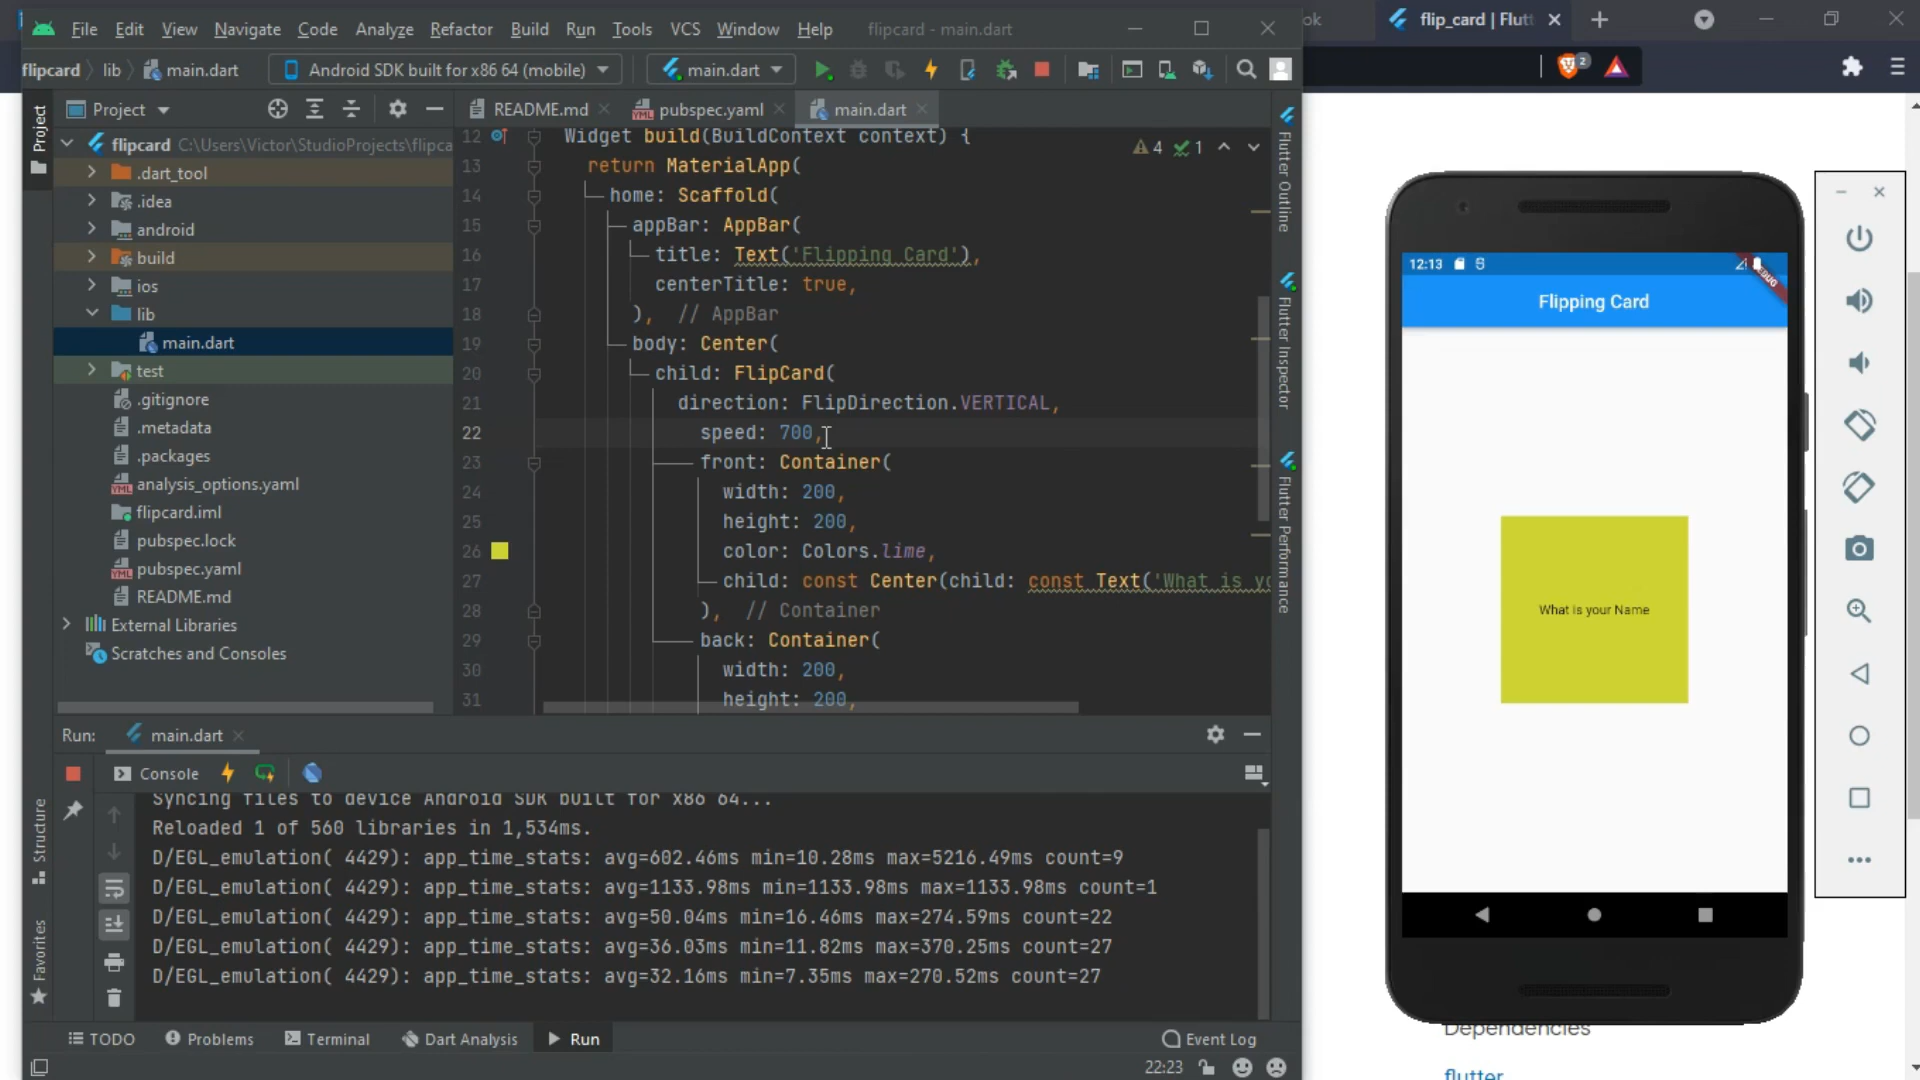 File Edit View Navigate Code Analyze Refactor Build Run Tools VCS Window Help flipcard - main.dart
flip_card | Flutt
flipcard lib main.dart Android SDK built for x86 64 (mobile) main.dart
2
Project
README.md pubspec.yaml main.dart
Project
flipcard C:\Users\Victor\StudioProjects\flipca
.dart_tool
.idea
android
build
ios
lib
main.dart
test
.gitignore
.metadata
.packages
analysis_options.yaml
flipcard.iml
pubspec.lock
pubspec.yaml
README.md
External Libraries
Scratches and Consoles
4 1
12 Widget build(BuildContext context) {
13 return MaterialApp(
14 home: Scaffold(
15 appBar: AppBar(
16 title: Text('Flipping Card'),
17 centerTitle: true,
18 ), // AppBar
19 body: Center(
20 child: FlipCard(
21 direction: FlipDirection.VERTICAL,
22 speed: 700,
23 front: Container(
24 width: 200,
25 height: 200,
26 color: Colors.lime,
27 child: const Center(child: const Text('What is yo
28 ), // Container
29 back: Container(
30 width: 200,
31 height: 200,
Flutter Outline
Flutter Inspector
Flutter Performance
12:13
DEBUG
Flipping Card
What is your Name
Run: main.dart
Console
Syncing files to device Android SDK built for x86 64...
Reloaded 1 of 560 libraries in 1,534ms.
D/EGL_emulation( 4429): app_time_stats: avg=602.46ms min=10.28ms max=5216.49ms count=9
D/EGL_emulation( 4429): app_time_stats: avg=1133.98ms min=1133.98ms max=1133.98ms count=1
D/EGL_emulation( 4429): app_time_stats: avg=50.04ms min=16.46ms max=274.59ms count=22
D/EGL_emulation( 4429): app_time_stats: avg=36.03ms min=11.82ms max=370.25ms count=27
D/EGL_emulation( 4429): app_time_stats: avg=32.16ms min=7.35ms max=270.52ms count=27
Structure
Favorites
TODO Problems Terminal Dart Analysis Run Event Log
22:23
Dependencies
flutter